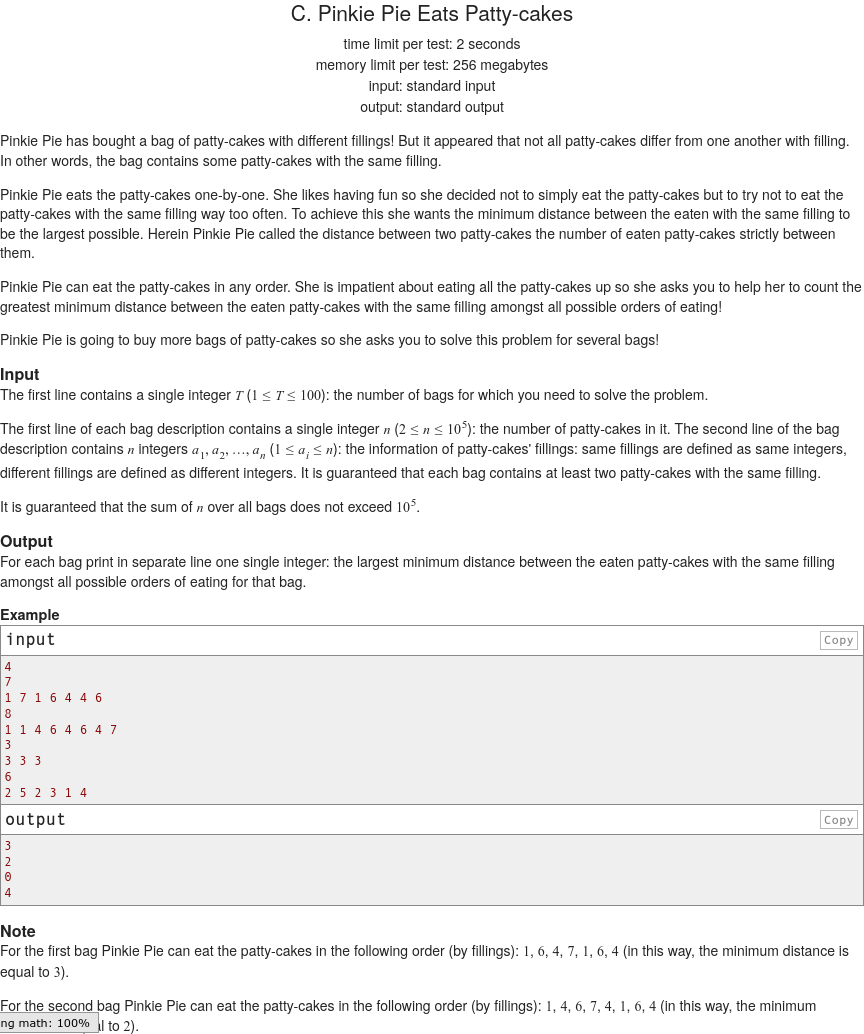 C. Pinkie Pie Eats Patty-cakes
time limit per test: 2 seconds
memory limit per test: 256 megabytes
input: standard input
output: standard output
Pinkie Pie has bought a bag of patty-cakes with different fillings! But it appeared that not all patty-cakes differ from one another with filling.
In other words, the bag contains some patty-cakes with the same filling.
Pinkie Pie eats the patty-cakes one-by-one. She likes having fun so she decided not to simply eat the patty-cakes but to try not to eat the
patty-cakes with the same filling way too often. To achieve this she wants the minimum distance between the eaten with the same filling to
be the largest possible. Herein Pinkie Pie called the distance between two patty-cakes the number of eaten patty-cakes strictly between
them.
Pinkie Pie can eat the patty-cakes in any order. She is impatient about eating all the patty-cakes up so she asks you to help her to count the
greatest minimum distance between the eaten patty-cakes with the same filling amongst all possible orders of eating!
Pinkie Pie is going to buy more bags of patty-cakes so she asks you to solve this problem for several bags!
Input
The first line contains a single integer T (1 ≤ T ≤ 100): the number of bags for which you need to solve the problem.
The first line of each bag description contains a single integer n (2 ≤ n ≤ 10^5): the number of patty-cakes in it. The second line of the bag
description contains n integers a_1, a_2, …, a_n (1 ≤ a_i ≤ n): the information of patty-cakes' fillings: same fillings are defined as same integers,
different fillings are defined as different integers. It is guaranteed that each bag contains at least two patty-cakes with the same filling.
It is guaranteed that the sum of n over all bags does not exceed 10^5.
Output
For each bag print in separate line one single integer: the largest minimum distance between the eaten patty-cakes with the same filling
amongst all possible orders of eating for that bag.
Example
input Copy
4
7
1 7 1 6 4 4 6
8
1 1 4 6 4 6 4 7
3
3 3 3
6
2 5 2 3 1 4
output Copy
3
2
0
4
Note
For the first bag Pinkie Pie can eat the patty-cakes in the following order (by fillings): 1, 6, 4, 7, 1, 6, 4 (in this way, the minimum distance is
equal to 3).
For the second bag Pinkie Pie can eat the patty-cakes in the following order (by fillings): 1, 4, 6, 7, 4, 1, 6, 4 (in this way, the minimum
ng math: 100% al to 2).